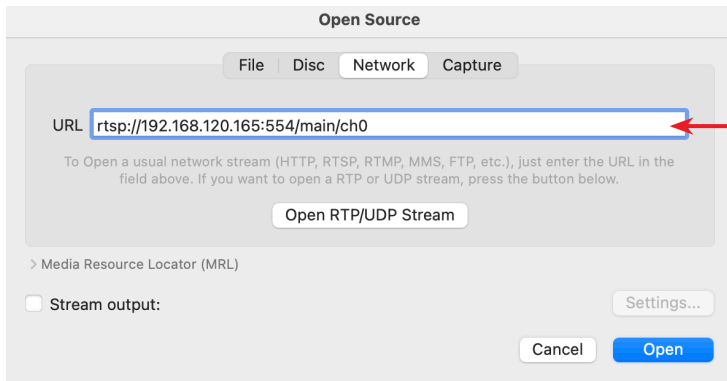 Open Source
File Disc Network Capture
URL rtsp://192.168.120.165:554/main/ch0
To Open a usual network stream (HTTP, RTSP, RTMP, MMS, FTP, etc.), just enter the URL in the
field above. If you want to open a RTP or UDP stream, press the button below.
Open RTP/UDP Stream
Media Resource Locator (MRL)
Stream output:
Settings...
Cancel Open